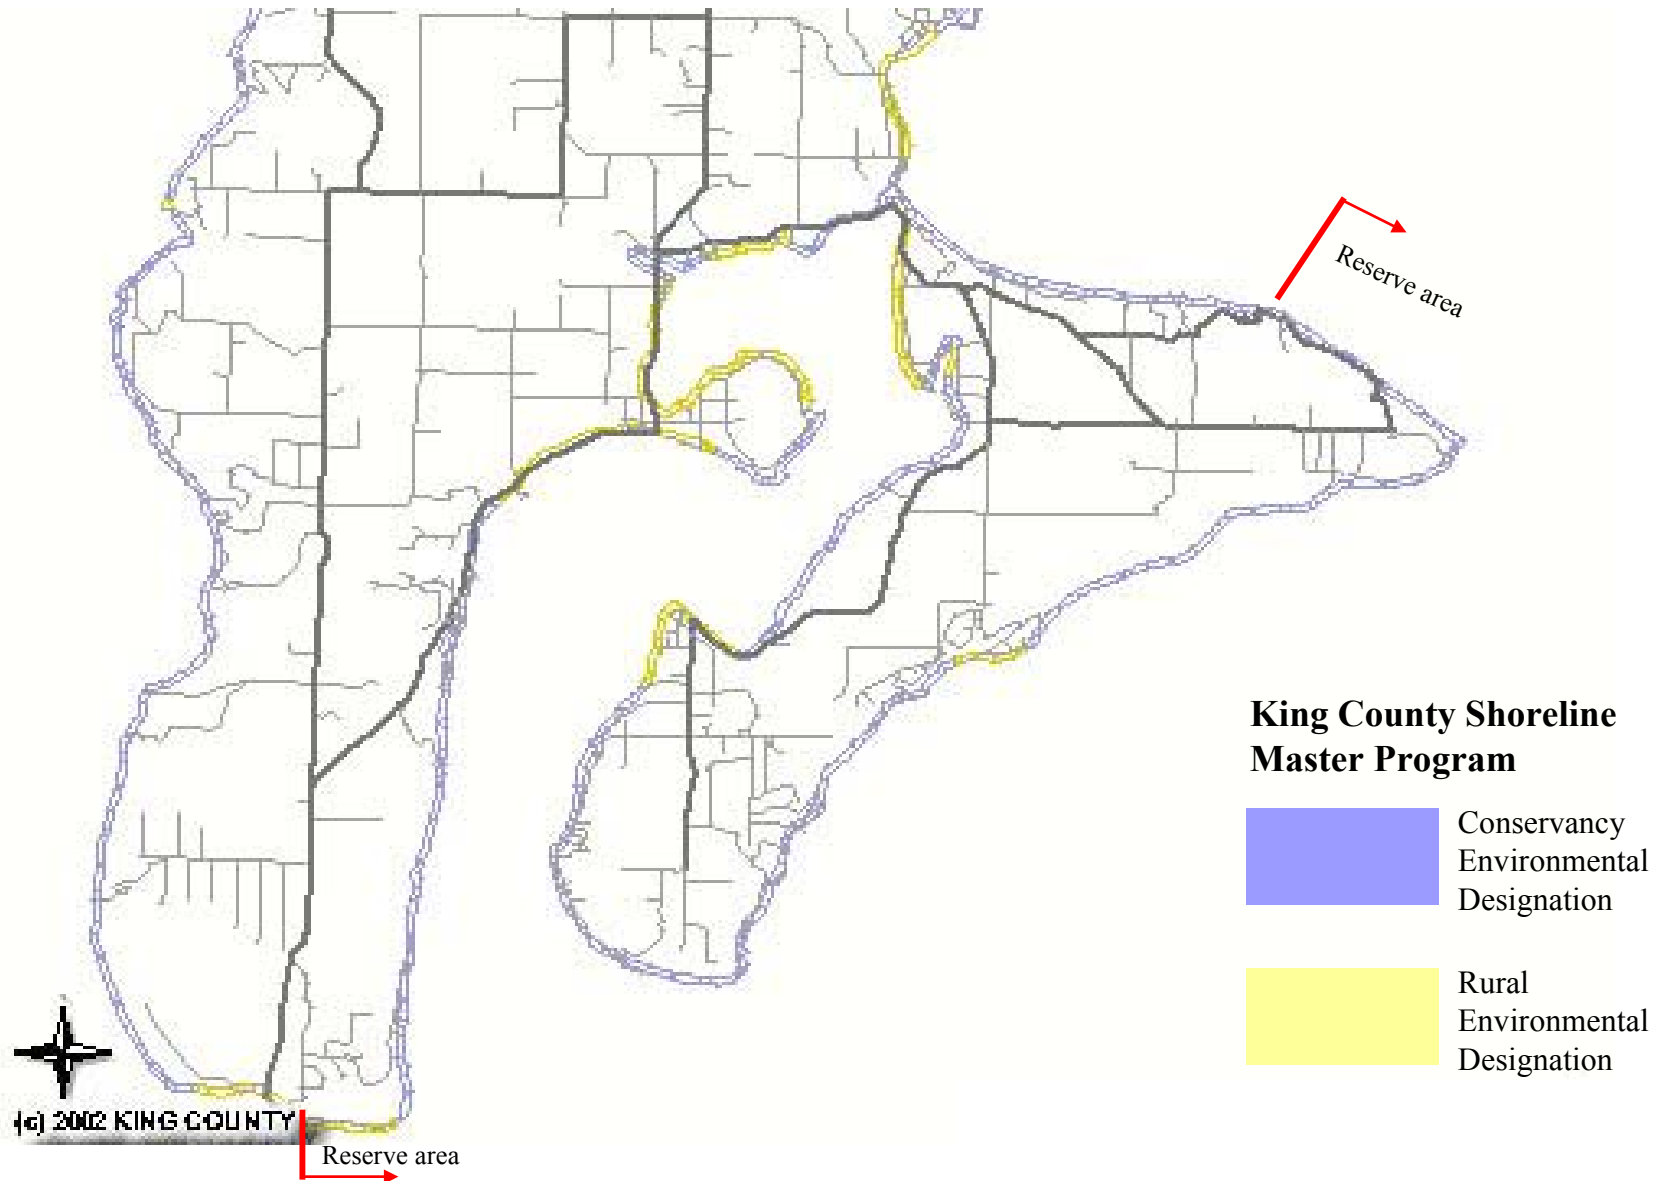 Reserve area
King County Shoreline
Master Program
Conservancy
Environmental
Designation
Rural
Environmental
Designation
(c) 2002 KING COUNTY
Reserve area